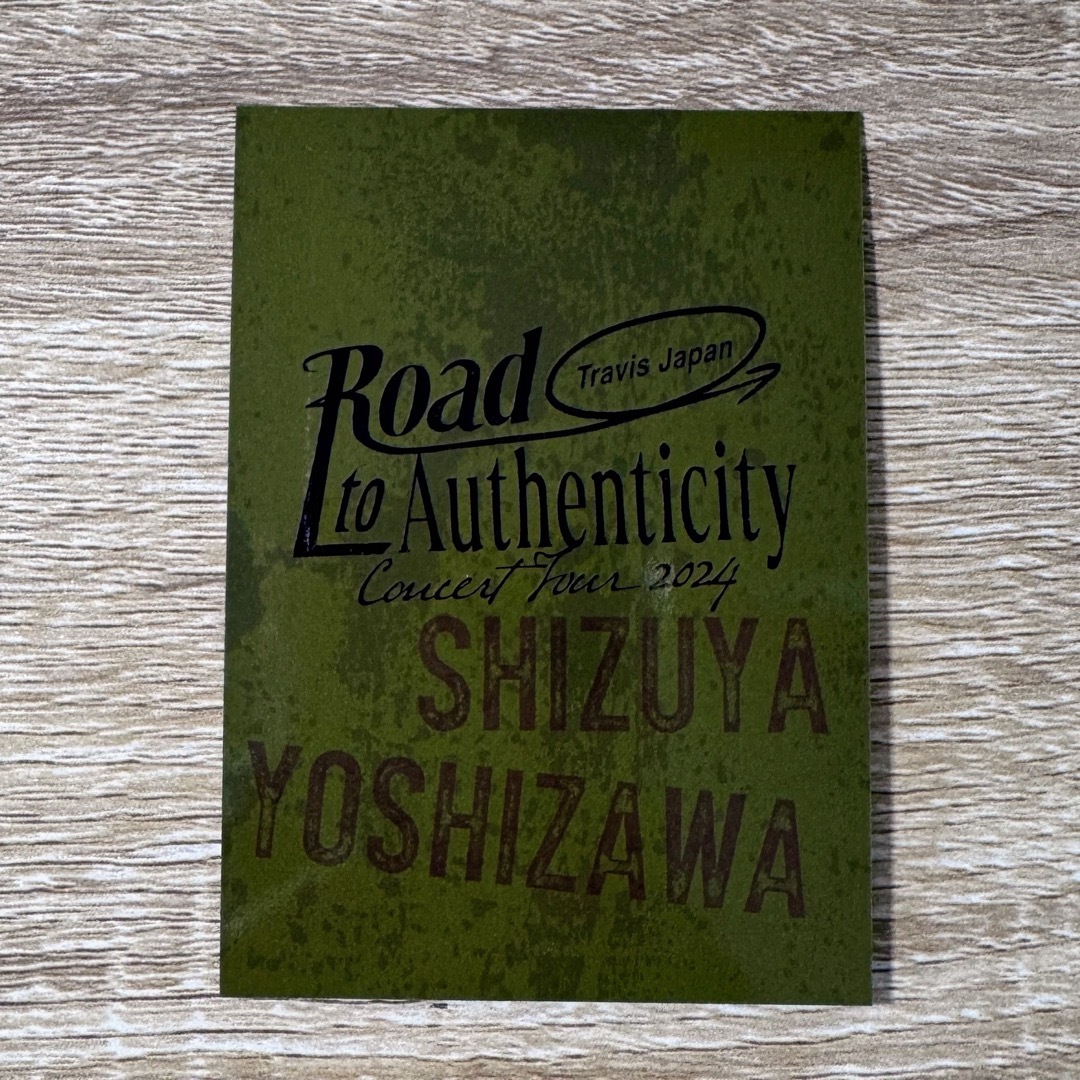 Road
Travis Japan
to Authenticity
Concert Tour 2024
SHIZUYA
YOSHIZAWA